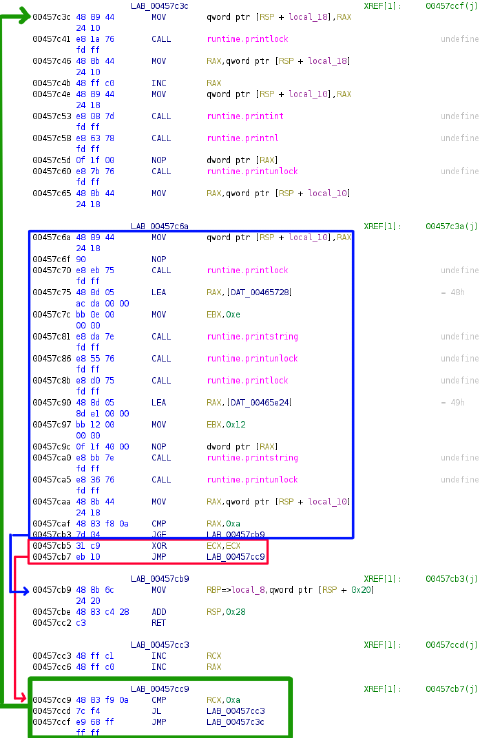 LAB_00457c3c XREF[1]: 00457ccf(j)
00457c3c 48 89 44 MOV qword ptr [RSP + local_18],RAX
24 10
00457c41 e8 1a 76 CALL runtime.printlock undefine
fd ff
00457c46 48 8b 44 MOV RAX,qword ptr [RSP + local_18]
24 10
00457c4b 48 ff c0 INC RAX
00457c4e 48 89 44 MOV qword ptr [RSP + local_10],RAX
24 18
00457c53 e8 08 7d CALL runtime.printint undefine
fd ff
00457c58 e8 63 78 CALL runtime.printnl undefine
fd ff
00457c5d 0f 1f 00 NOP dword ptr [RAX]
00457c60 e8 7b 76 CALL runtime.printunlock undefine
fd ff
00457c65 48 8b 44 MOV RAX,qword ptr [RSP + local_10]
24 18
LAB_00457c6a XREF[1]: 00457c3a(j)
00457c6a 48 89 44 MOV qword ptr [RSP + local_10],RAX
24 18
00457c6f 90 NOP
00457c70 e8 eb 75 CALL runtime.printlock undefine
fd ff
00457c75 48 8d 05 LEA RAX,[DAT_00465728] = 48h
ac da 00 00
00457c7c bb 0e 00 MOV EBX,0xe
00 00
00457c81 e8 da 7e CALL runtime.printstring undefine
fd ff
00457c86 e8 55 76 CALL runtime.printunlock undefine
fd ff
00457c8b e8 d0 75 CALL runtime.printlock undefine
fd ff
00457c90 48 8d 05 LEA RAX,[DAT_00465e24] = 49h
8d e1 00 00
00457c97 bb 12 00 MOV EBX,0x12
00 00
00457c9c 0f 1f 40 00 NOP dword ptr [RAX]
00457ca0 e8 bb 7e CALL runtime.printstring undefine
fd ff
00457ca5 e8 36 76 CALL runtime.printunlock undefine
fd ff
00457caa 48 8b 44 MOV RAX,qword ptr [RSP + local_10]
24 18
00457caf 48 83 f8 0a CMP RAX,0xa
00457cb3 7d 04 JGE LAB_00457cb9
00457cb5 31 c9 XOR ECX,ECX
00457cb7 eb 10 JMP LAB_00457cc9
LAB_00457cb9 XREF[1]: 00457cb3(j)
00457cb9 48 8b 6c MOV RBP=>local_8,qword ptr [RSP + 0x20]
24 20
00457cbe 48 83 c4 28 ADD RSP,0x28
00457cc2 c3 RET
LAB_00457cc3 XREF[1]: 00457ccd(j)
00457cc3 48 ff c1 INC RCX
00457cc6 48 ff c0 INC RAX
LAB_00457cc9 XREF[1]: 00457cb7(j)
00457cc9 48 83 f9 0a CMP RCX,0xa
00457ccd 7c f4 JL LAB_00457cc3
00457ccf e9 68 ff JMP LAB_00457c3c
ff ff